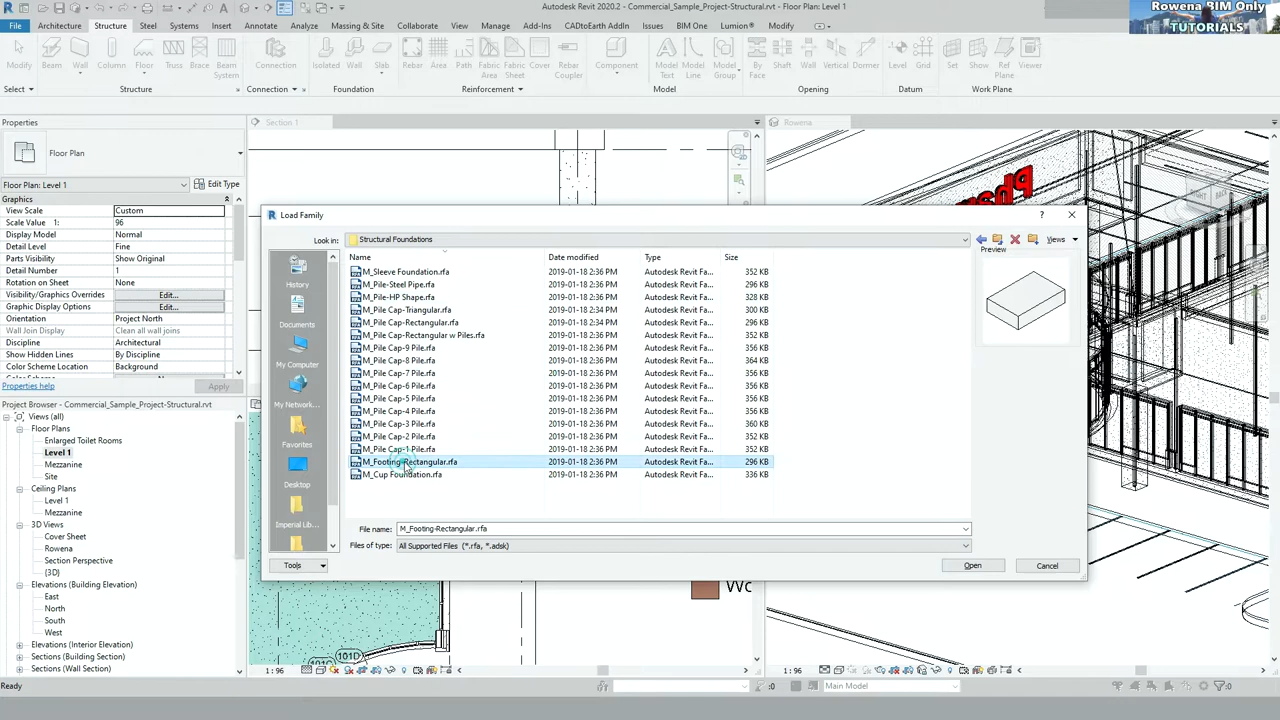 Autodesk Revit 2020.2 - Commercial_Sample_Project-Structural.rvt - Floor Plan: Level 1
Rowena BIM Only
TUTORIALS
File Architecture Structure Steel Systems Insert Annotate Analyze Massing & Site Collaborate View Manage Add-Ins CADtoEarth AddIn Issues BIM One Lumion® Modify
Modify Beam Wall Column Floor Truss Brace Beam System Connection Isolated Wall Slab Rebar Area Path Fabric Area Fabric Sheet Cover Rebar Coupler Component Model Text Model Line Model Group By Face Shaft Wall Vertical Dormer Level Grid Set Show Ref Plane Viewer
Select Structure Connection Foundation Reinforcement Model Opening Datum Work Plane
Properties
Section 1
Rowena
Floor Plan
Floor Plan: Level 1 Edit Type
Graphics
View Scale Custom
Scale Value 1: 96
Display Model Normal
Detail Level Fine
Parts Visibility Show Original
Detail Number 1
Rotation on Sheet None
Visibility/Graphics Overrides Edit...
Graphic Display Options Edit...
Orientation Project North
Wall Join Display Clean all wall joins
Discipline Architectural
Show Hidden Lines By Discipline
Color Scheme Location Background
Properties help Apply
Project Browser - Commercial_Sample_Project-Structural.rvt
Views (all)
Floor Plans
Enlarged Toilet Rooms
Level 1
Mezzanine
Site
Ceiling Plans
Level 1
Mezzanine
3D Views
Cover Sheet
Rowena
Section Perspective
{3D}
Elevations (Building Elevation)
East
North
South
West
Elevations (Interior Elevation)
Sections (Building Section)
Sections (Wall Section)
Load Family
Look in: Structural Foundations Views
Preview
Name Date modified Type Size
M_Sleeve Foundation.rfa 2019-01-18 2:36 PM Autodesk Revit Fa... 352 KB
M_Pile-Steel Pipe.rfa 2019-01-18 2:36 PM Autodesk Revit Fa... 296 KB
M_Pile-HP Shape.rfa 2019-01-18 2:36 PM Autodesk Revit Fa... 328 KB
M_Pile Cap-Triangular.rfa 2019-01-18 2:36 PM Autodesk Revit Fa... 300 KB
M_Pile Cap-Rectangular.rfa 2019-01-18 2:36 PM Autodesk Revit Fa... 296 KB
M_Pile Cap-Rectangular w Piles.rfa 2019-01-18 2:36 PM Autodesk Revit Fa... 352 KB
M_Pile Cap-9 Pile.rfa 2019-01-18 2:36 PM Autodesk Revit Fa... 356 KB
M_Pile Cap-8 Pile.rfa 2019-01-18 2:36 PM Autodesk Revit Fa... 364 KB
M_Pile Cap-7 Pile.rfa 2019-01-18 2:36 PM Autodesk Revit Fa... 356 KB
M_Pile Cap-6 Pile.rfa 2019-01-18 2:36 PM Autodesk Revit Fa... 356 KB
M_Pile Cap-5 Pile.rfa 2019-01-18 2:36 PM Autodesk Revit Fa... 356 KB
M_Pile Cap-4 Pile.rfa 2019-01-18 2:36 PM Autodesk Revit Fa... 356 KB
M_Pile Cap-3 Pile.rfa 2019-01-18 2:36 PM Autodesk Revit Fa... 360 KB
M_Pile Cap-2 Pile.rfa 2019-01-18 2:36 PM Autodesk Revit Fa... 352 KB
M_Pile Cap-1 Pile.rfa 2019-01-18 2:36 PM Autodesk Revit Fa... 352 KB
M_Footing-Rectangular.rfa 2019-01-18 2:36 PM Autodesk Revit Fa... 296 KB
M_Cup Foundation.rfa 2019-01-18 2:36 PM Autodesk Revit Fa... 336 KB
History
Documents
My Computer
My Network...
Favorites
Desktop
Imperial Lib...
File name: M_Footing-Rectangular.rfa
Files of type: All Supported Files (*.rfa, *.adsk)
Tools Open Cancel
101D
1 : 96
1 : 96
Ready
:0
Main Model
:0